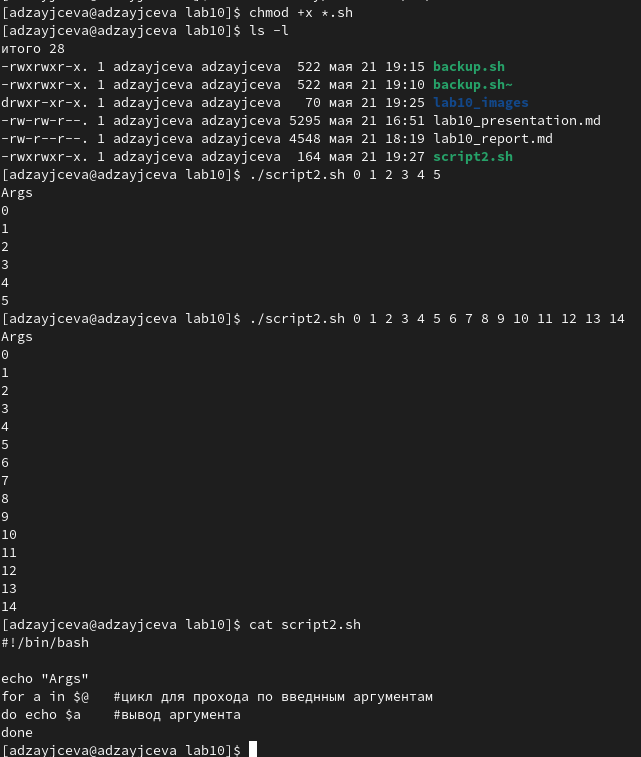 [adzayjceva@adzayjceva lab10]$ chmod +x *.sh
[adzayjceva@adzayjceva lab10]$ ls -l
итого 28
-rwxrwxr-x. 1 adzayjceva adzayjceva  522 мая 21 19:15 backup.sh
-rwxrwxr-x. 1 adzayjceva adzayjceva  522 мая 21 19:10 backup.sh~
drwxr-xr-x. 1 adzayjceva adzayjceva   70 мая 21 19:25 lab10_images
-rw-rw-r--. 1 adzayjceva adzayjceva 5295 мая 21 16:51 lab10_presentation.md
-rw-r--r--. 1 adzayjceva adzayjceva 4548 мая 21 18:19 lab10_report.md
-rwxrwxr-x. 1 adzayjceva adzayjceva  164 мая 21 19:27 script2.sh
[adzayjceva@adzayjceva lab10]$ ./script2.sh 0 1 2 3 4 5
Args
0
1
2
3
4
5
[adzayjceva@adzayjceva lab10]$ ./script2.sh 0 1 2 3 4 5 6 7 8 9 10 11 12 13 14
Args
0
1
2
3
4
5
6
7
8
9
10
11
12
13
14
[adzayjceva@adzayjceva lab10]$ cat script2.sh
#!/bin/bash
echo "Args"
for a in $@   #цикл для прохода по введнным аргументам
do echo $a    #вывод аргумента
done
[adzayjceva@adzayjceva lab10]$